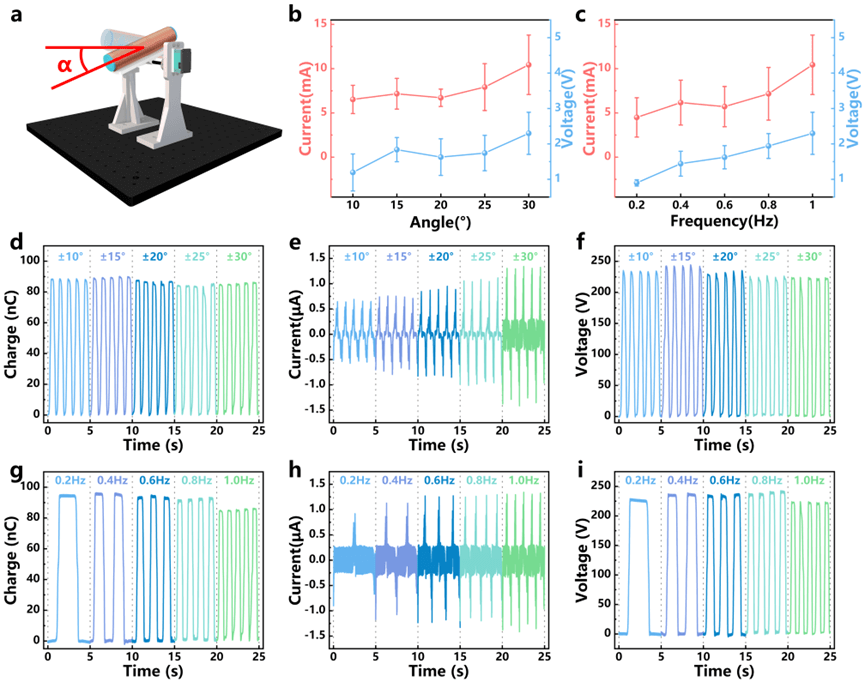 a
α
b
Current(mA)
15
10
5
0
Voltage(V)
5
4
3
2
1
10 15 20 25 30
Angle(°)
c
Current(mA)
15
10
5
0
Voltage(V)
5
4
3
2
1
0.2 0.4 0.6 0.8 1
Frequency(Hz)
d
Charge (nC)
100
80
60
40
20
0
±10° ±15° ±20° ±25° ±30°
0 5 10 15 20 25
Time (s)
e
Current(μA)
1.5
1.0
0.5
0.0
-0.5
-1.0
-1.5
±10° ±15° ±20° ±25° ±30°
0 5 10 15 20 25
Time (s)
f
Voltage (V)
250
200
150
100
50
0
±10° ±15° ±20° ±25° ±30°
0 5 10 15 20 25
Time (s)
g
Charge (nC)
100
80
60
40
20
0
0.2Hz 0.4Hz 0.6Hz 0.8Hz 1.0Hz
0 5 10 15 20 25
Time (s)
h
Current(μA)
1.5
1.0
0.5
0.0
-0.5
-1.0
-1.5
0.2Hz 0.4Hz 0.6Hz 0.8Hz 1.0Hz
0 5 10 15 20 25
Time (s)
i
Voltage (V)
250
200
150
100
50
0
0.2Hz 0.4Hz 0.6Hz 0.8Hz 1.0Hz
0 5 10 15 20 25
Time (s)